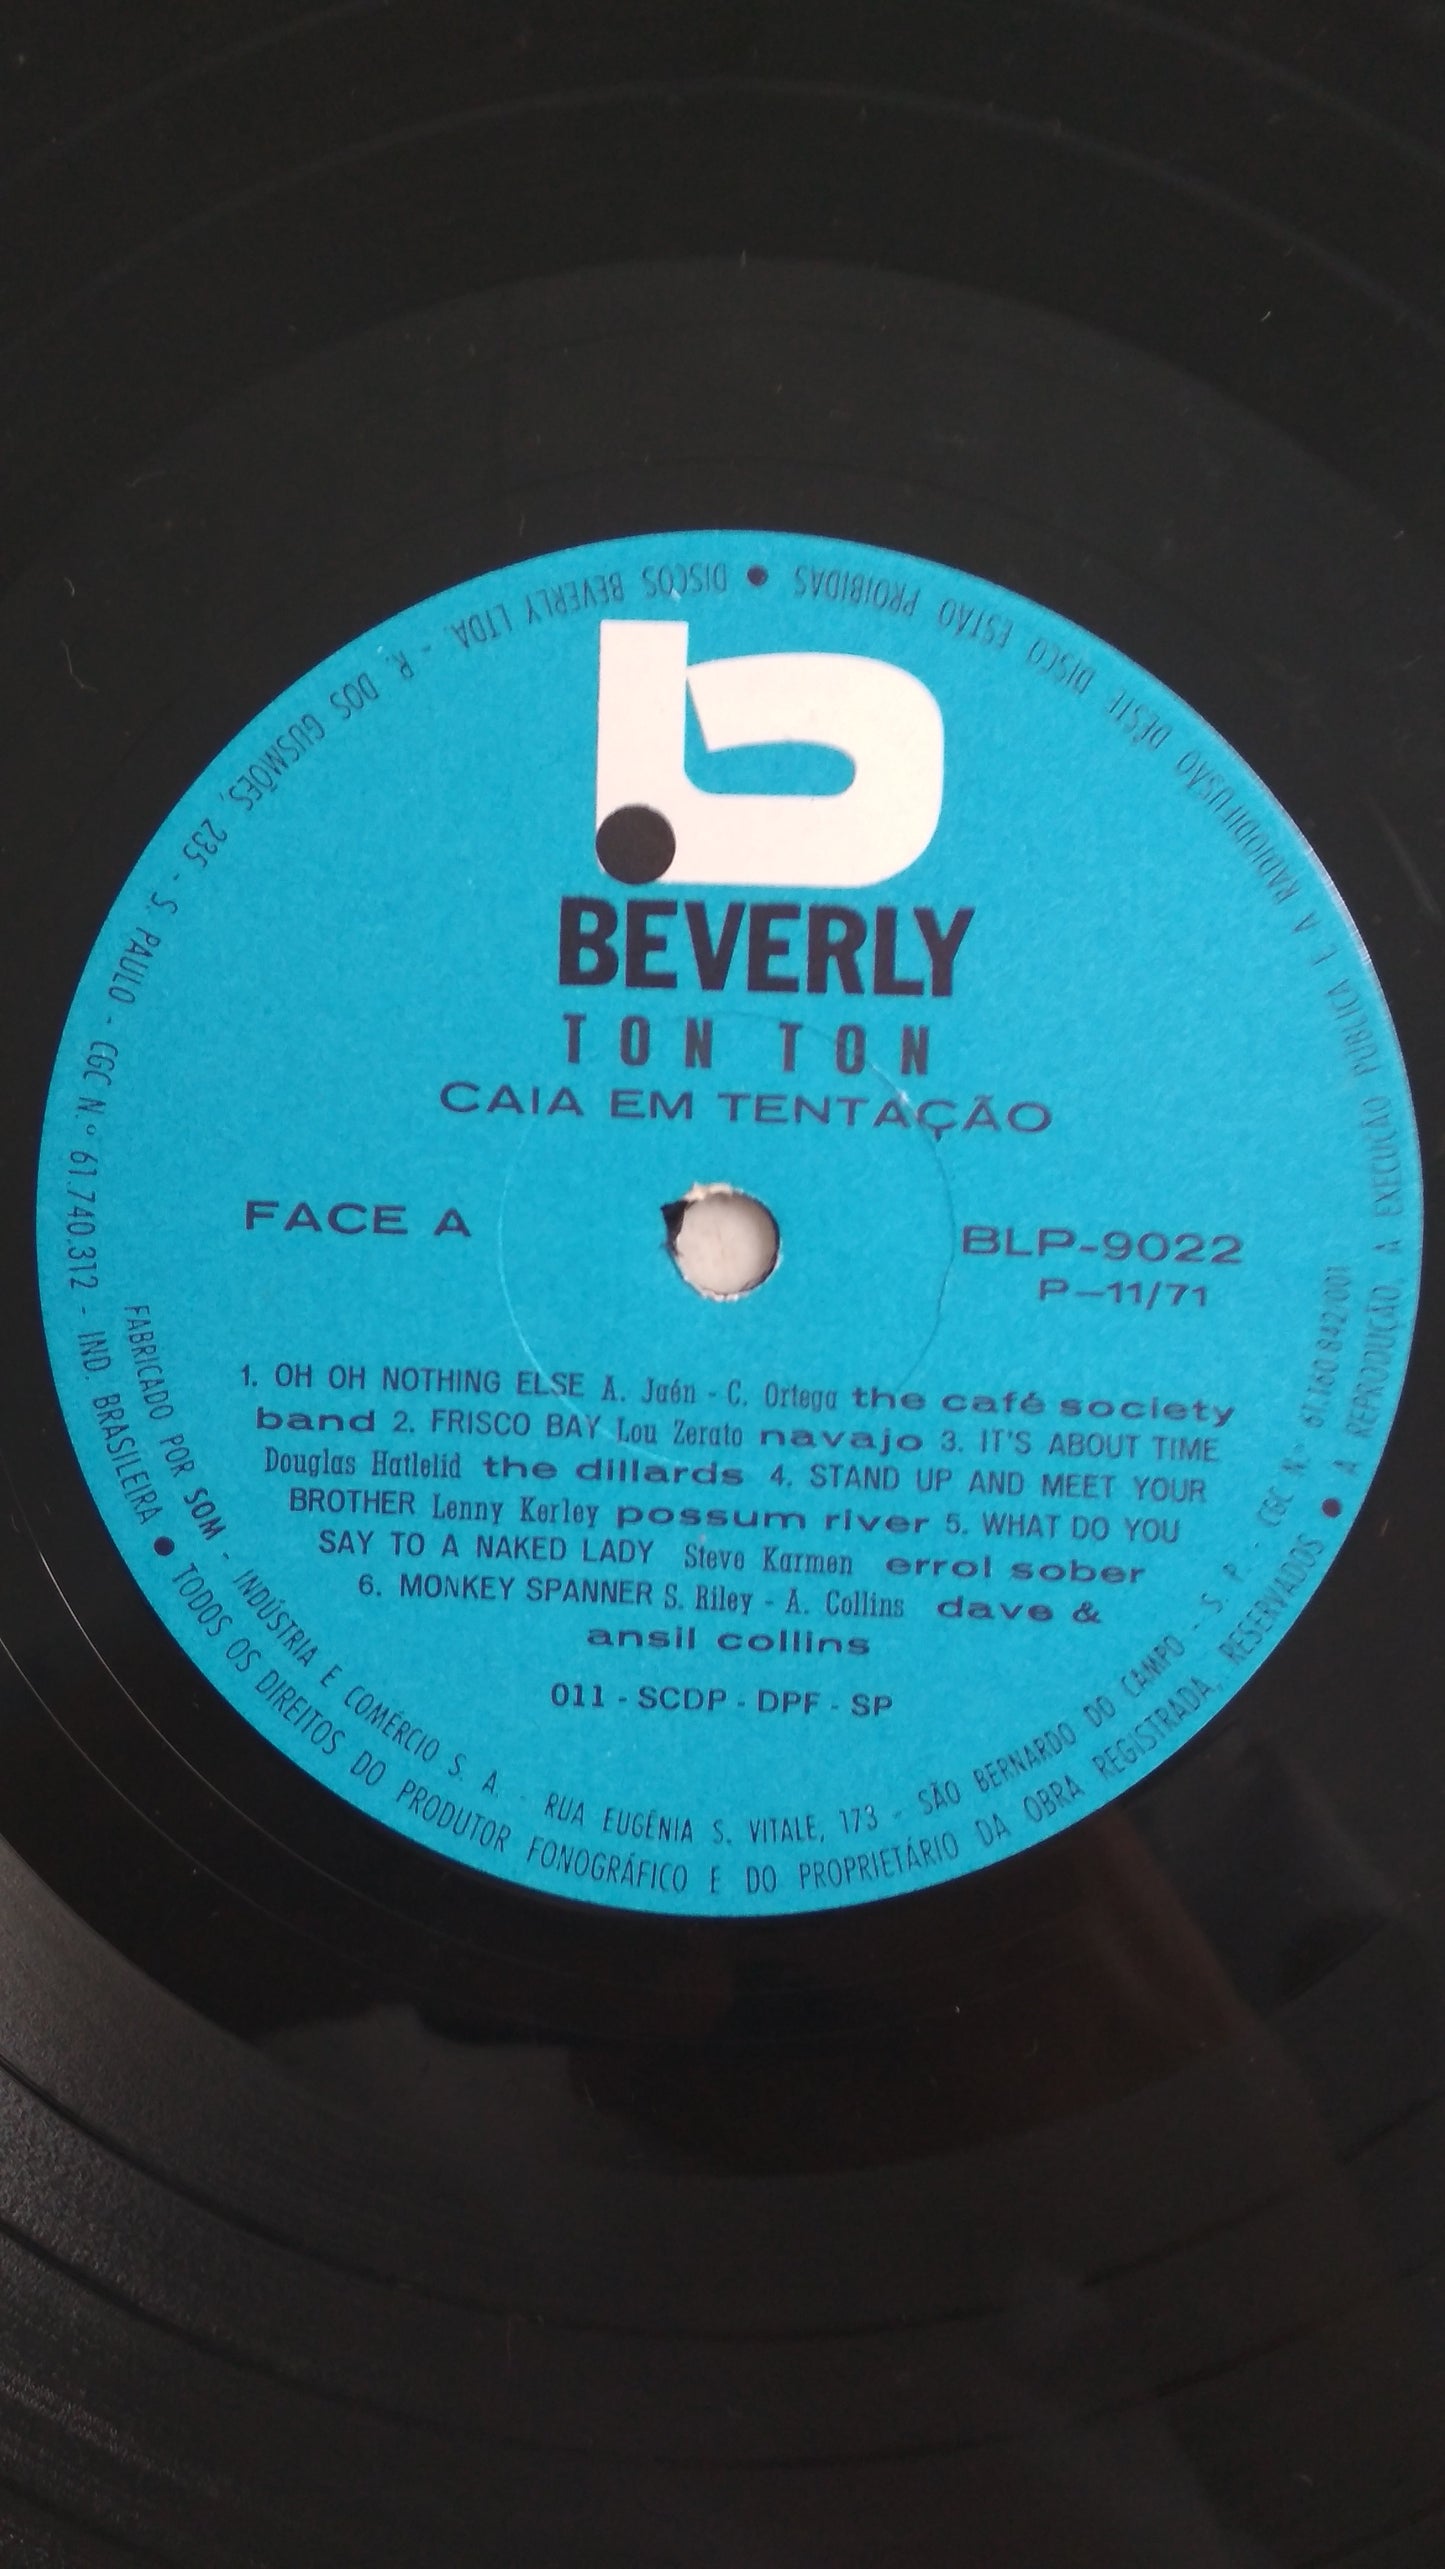 b
BEVERLY
TON TON
CAIA EM TENTAÇÃO
FACE A
BLP-9022
P-11/71
1. OH OH NOTHING ELSE A. Jaén - C. Ortega the café society
band 2. FRISCO BAY Lou Zerato navajo 3. IT'S ABOUT TIME
Douglas Hatlelid the dillards 4. STAND UP AND MEET YOUR
BROTHER Lenny Kerley possum river 5. WHAT DO YOU
SAY TO A NAKED LADY Steve Karmen errol sober
6. MONKEY SPANNER S. Riley - A. Collins dave &
ansil collins
011 - SCDP - DPF - SP
FABRICADO POR SOM - INDÚSTRIA E COMÉRCIO S. A. - RUA EUGÊNIA S. VITALE, 173 - SÃO BERNARDO DO CAMPO - S. P. - CGC N.º 61.160.842/001
● TODOS OS DIREITOS DO PRODUTOR FONOGRÁFICO E DO PROPRIETÁRIO DA OBRA REGISTRADA, RESERVADOS ● A REPRODUÇÃO, A EXECUÇÃO PÚBLICA E A RADIODIFUSÃO DÊSTE DISCO ESTÃO PROIBIDAS ● DISCOS BEVERLY LTDA. - R. DOS GUSMÕES, 235 - S. PAULO - CGC N.º 61.740.312 - IND. BRASILEIRA